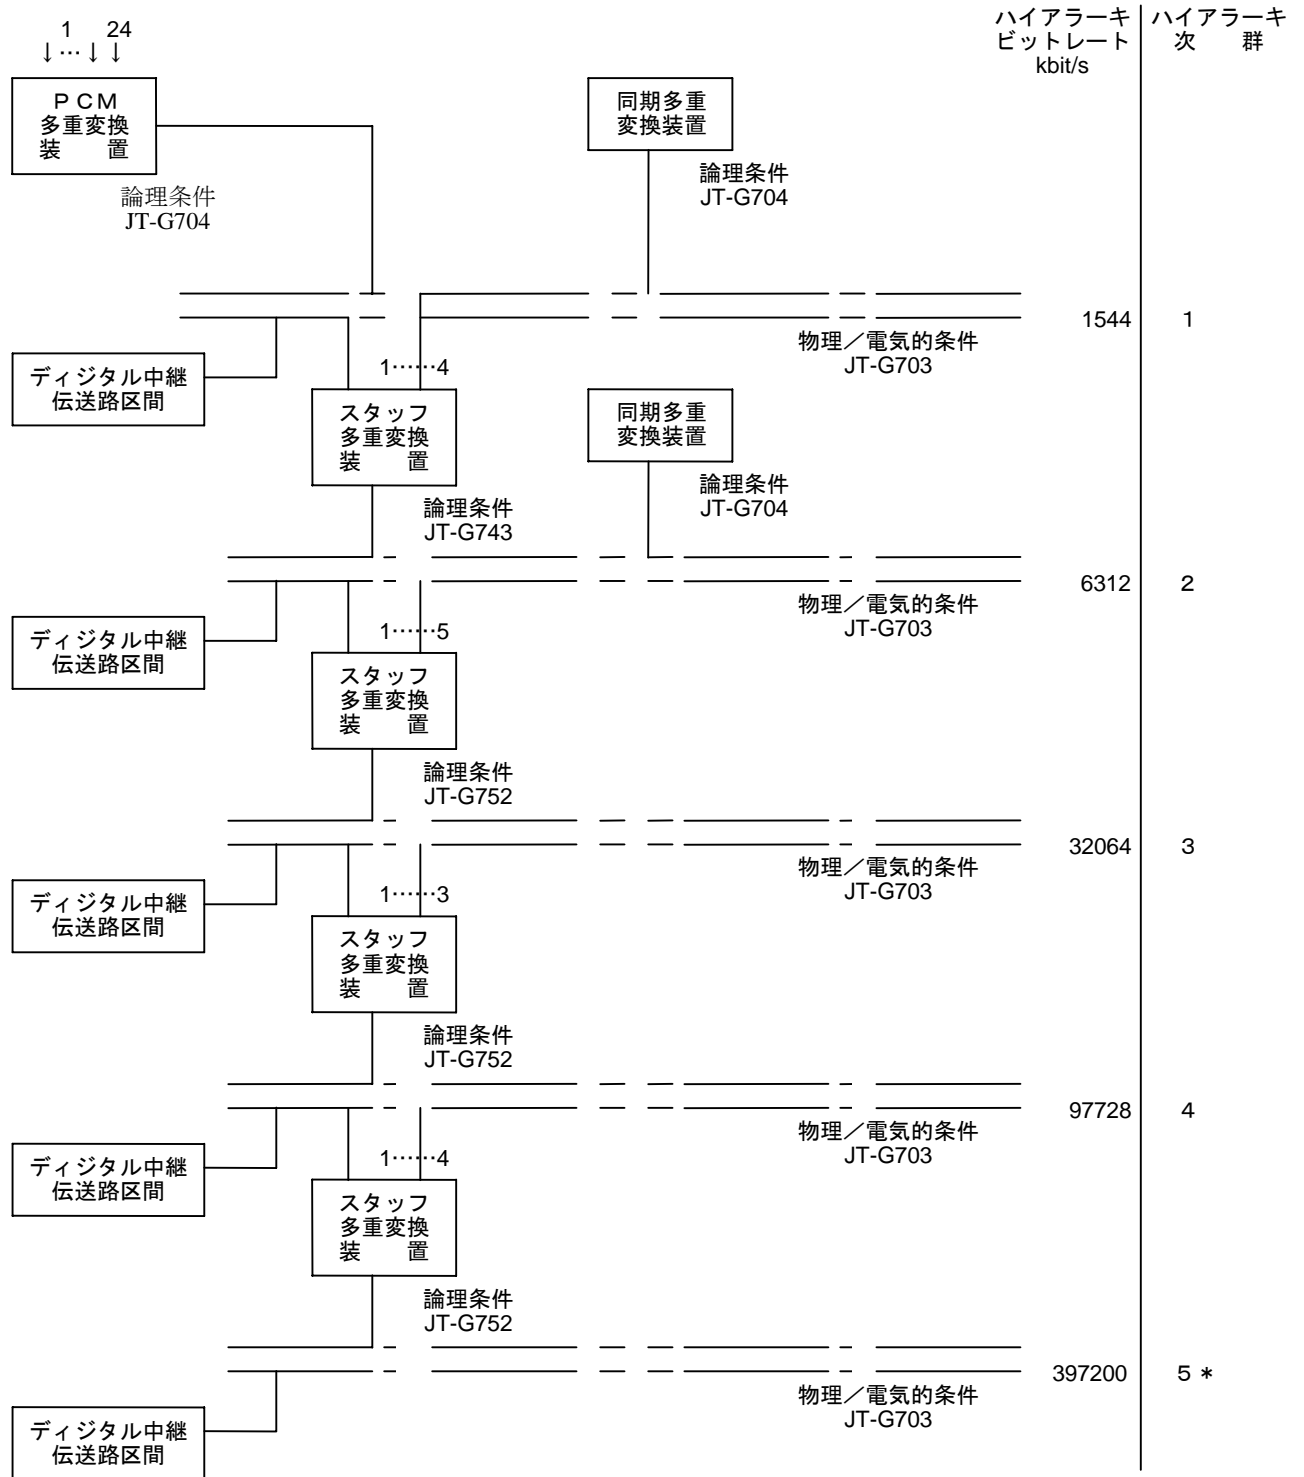 ハイアラーキ ハイアラーキ
ビットレート 次　　群
kbit/s
1 24
↓…↓ ↓
ＰＣＭ
多重変換
装　　置
同期多重
変換装置
論理条件
JT-G704
論理条件
JT-G704
1544 1
物理／電気的条件
JT-G703
ディジタル中継
伝送路区間
1……4
スタッフ
多重変換
装　　置
同期多重
変換装置
論理条件
JT-G743
論理条件
JT-G704
6312 2
物理／電気的条件
JT-G703
ディジタル中継
伝送路区間
1……5
スタッフ
多重変換
装　　置
論理条件
JT-G752
32064 3
物理／電気的条件
JT-G703
ディジタル中継
伝送路区間
1……3
スタッフ
多重変換
装　　置
論理条件
JT-G752
97728 4
物理／電気的条件
JT-G703
ディジタル中継
伝送路区間
1……4
スタッフ
多重変換
装　　置
論理条件
JT-G752
397200 5＊
物理／電気的条件
JT-G703
ディジタル中継
伝送路区間